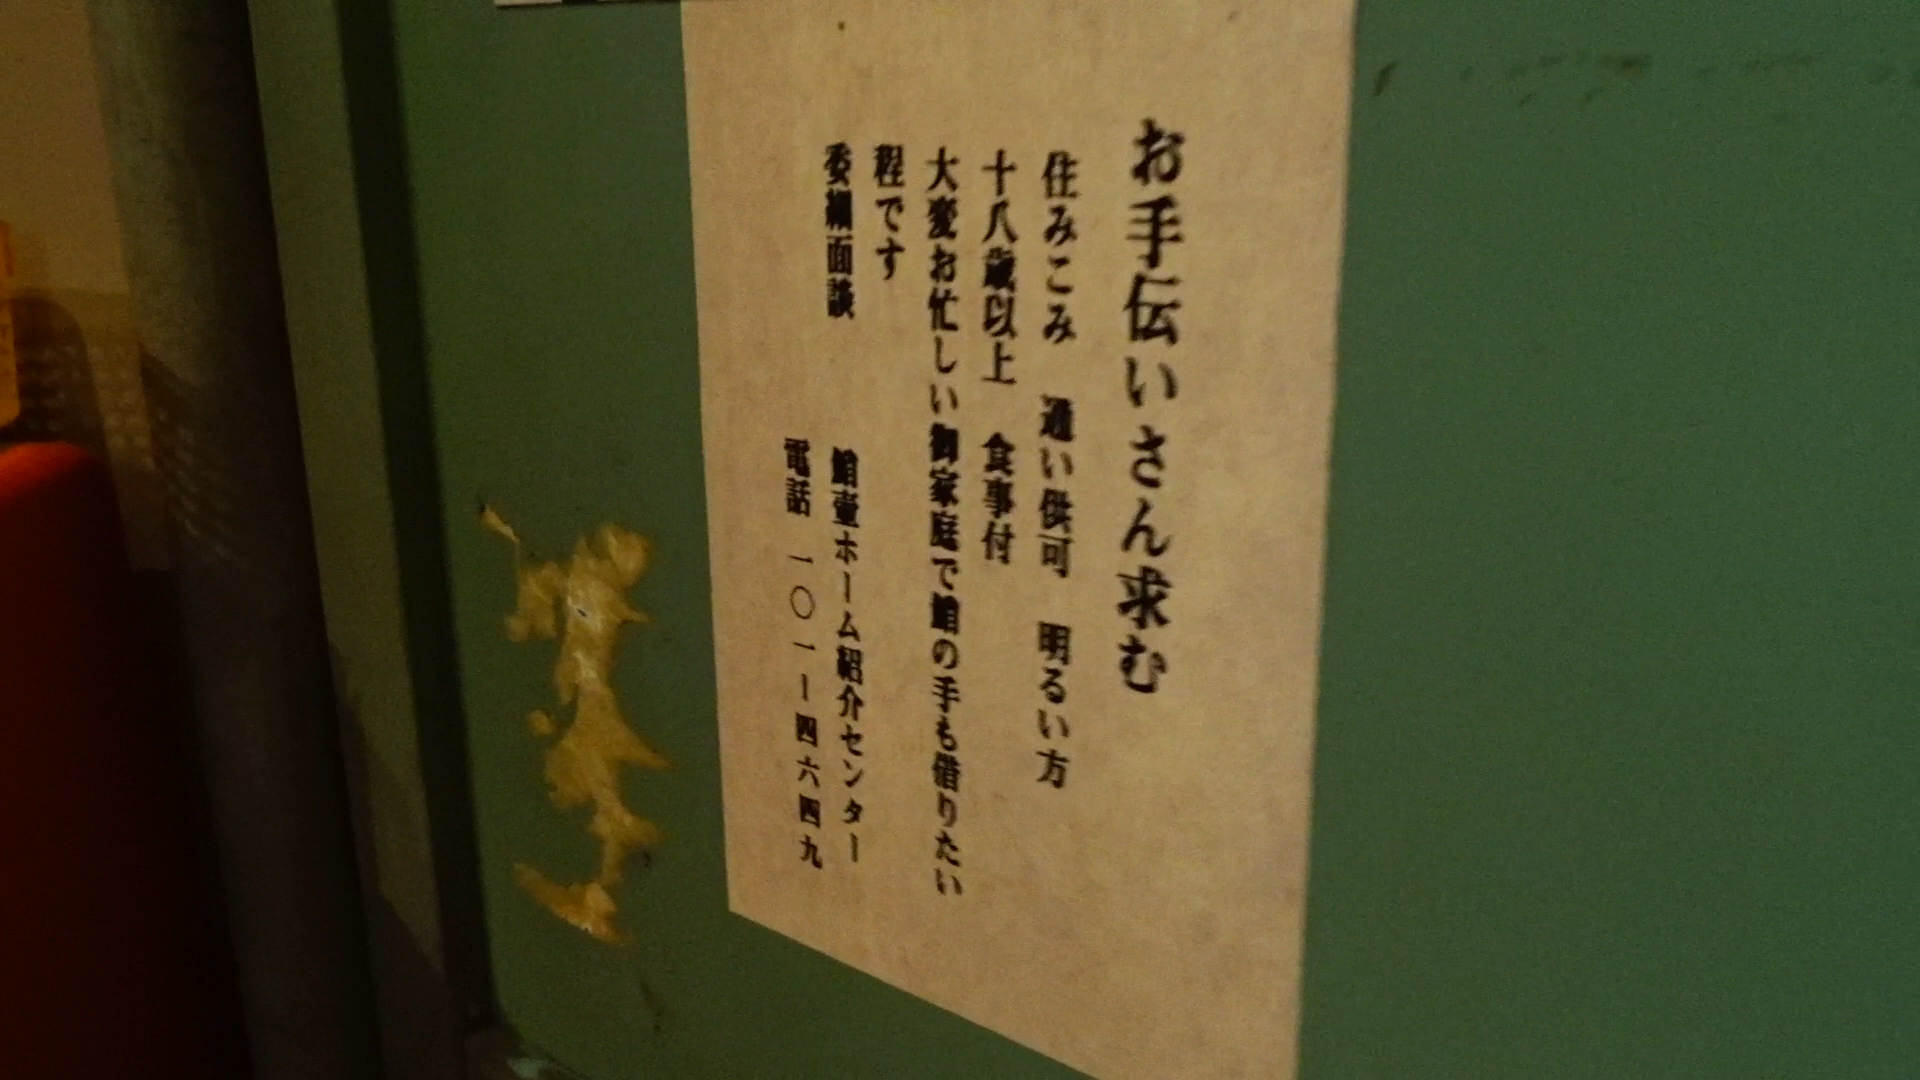 お手伝いさん求む
住みこみ 通い供可 明るい方
十八歳以上 食事付
大変お忙しい御家庭で鮹の手も借りたい
程です
委細面談
鮹壷ホーム紹介センター
電話 一〇一ー四六四九